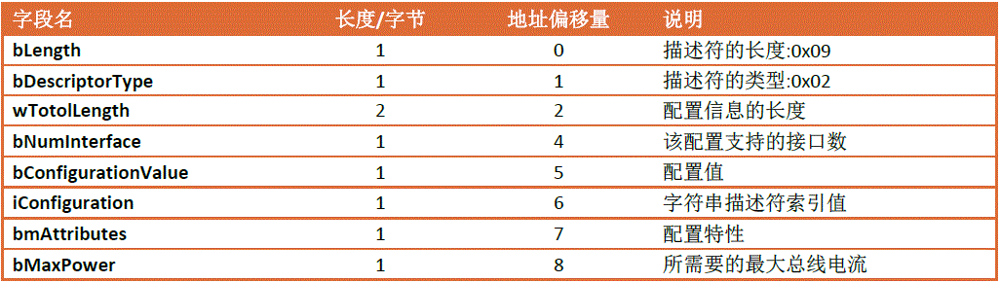 字段名 长度/字节 地址偏移量 说明
bLength 1 0 描述符的长度:0x09
bDescriptorType 1 1 描述符的类型:0x02
wTotolLength 2 2 配置信息的长度
bNumInterface 1 4 该配置支持的接口数
bConfigurationValue 1 5 配置值
iConfiguration 1 6 字符串描述符索引值
bmAttributes 1 7 配置特性
bMaxPower 1 8 所需要的最大总线电流